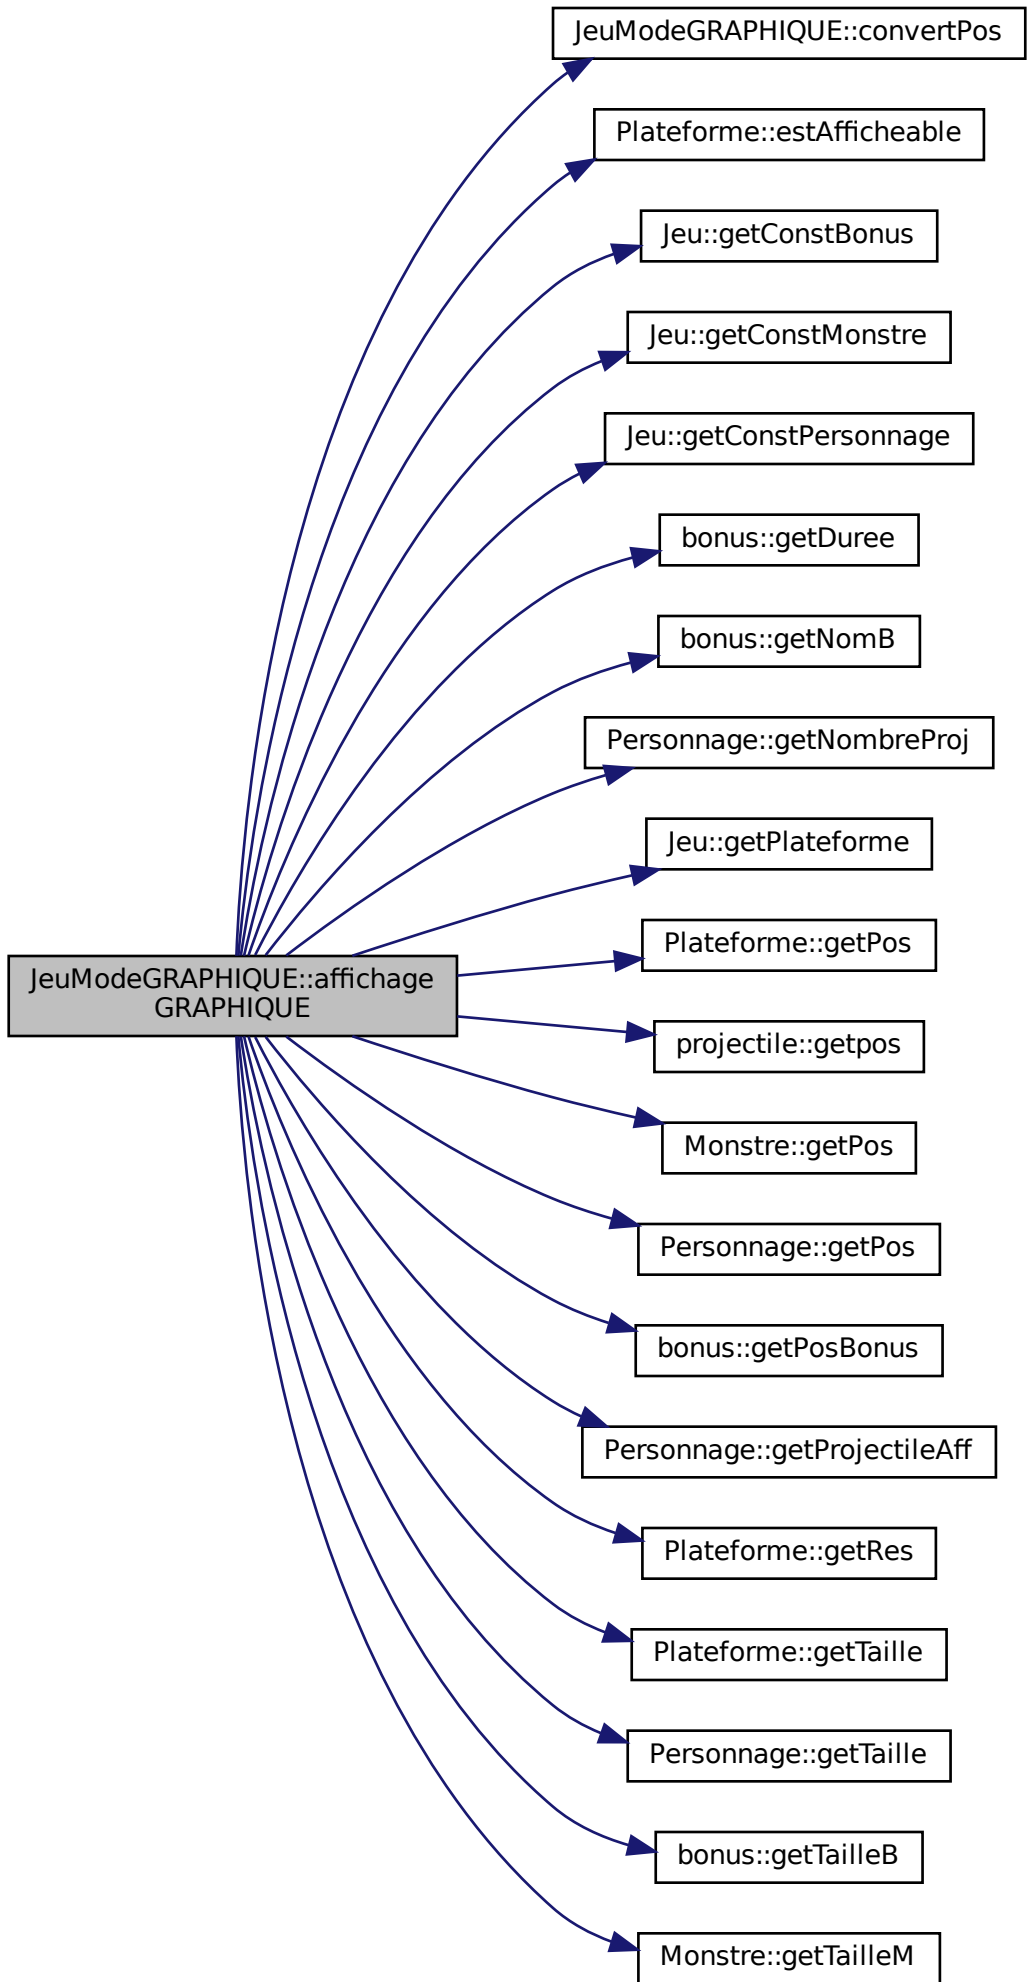 JeuModeGRAPHIQUE::convertPos
Plateforme::estAfficheable
Jeu::getConstBonus
Jeu::getConstMonstre
Jeu::getConstPersonnage
bonus::getDuree
bonus::getNomB
Personnage::getNombreProj
Jeu::getPlateforme
Plateforme::getPos
JeuModeGRAPHIQUE::affichage
GRAPHIQUE
projectile::getpos
Monstre::getPos
Personnage::getPos
bonus::getPosBonus
Personnage::getProjectileAff
Plateforme::getRes
Plateforme::getTaille
Personnage::getTaille
bonus::getTailleB
Monstre::getTailleM